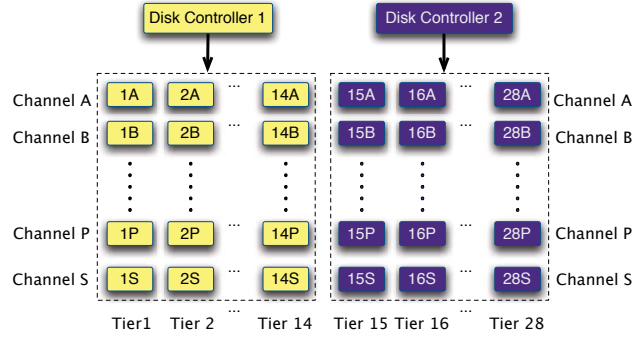 Disk Controller 1 Disk Controller 2
Channel A 1A 2A ... 14A 15A 16A ... 28A Channel A
Channel B 1B 2B ... 14B 15B 16B ... 28B Channel B
Channel P 1P 2P ... 14P 15P 16P ... 28P Channel P
Channel S 1S 2S ... 14S 15S 16S ... 28S Channel S
Tier1 Tier 2 ... Tier 14 Tier 15 Tier 16 ... Tier 28